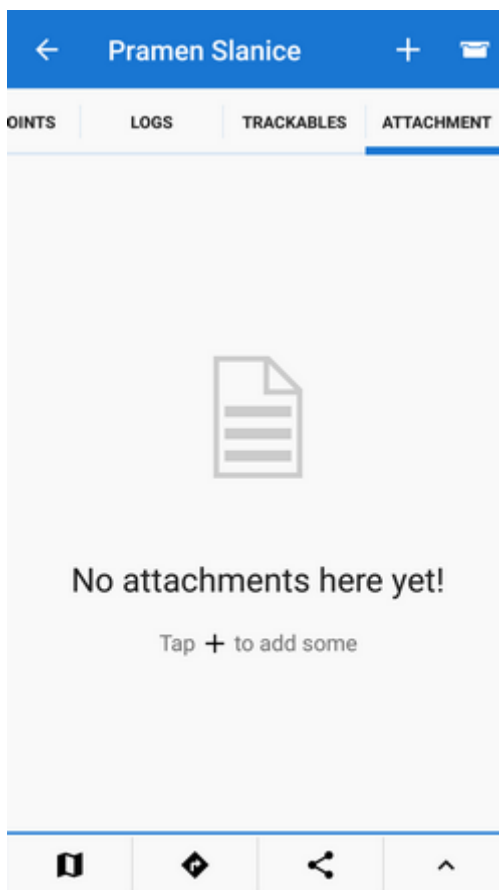 Pramen Slanice
OINTS LOGS TRACKABLES ATTACHMENT
No attachments here yet!
Tap + to add some